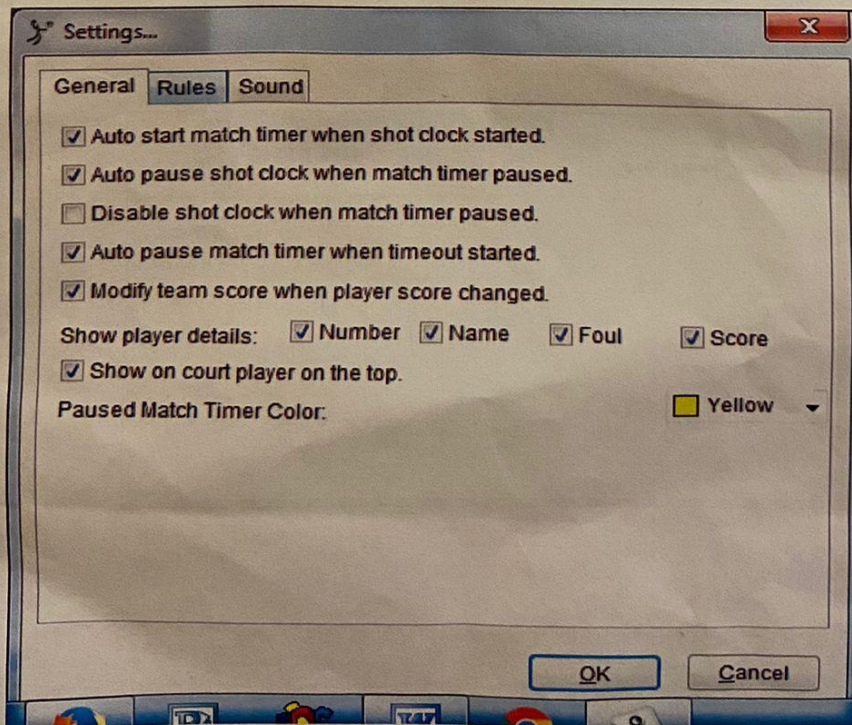 Settings...
General Rules Sound
Auto start match timer when shot clock started.
Auto pause shot clock when match timer paused.
Disable shot clock when match timer paused.
Auto pause match timer when timeout started.
Modify team score when player score changed.
Show player details: Number Name Foul Score
Show on court player on the top.
Paused Match Timer Color: Yellow
OK Cancel